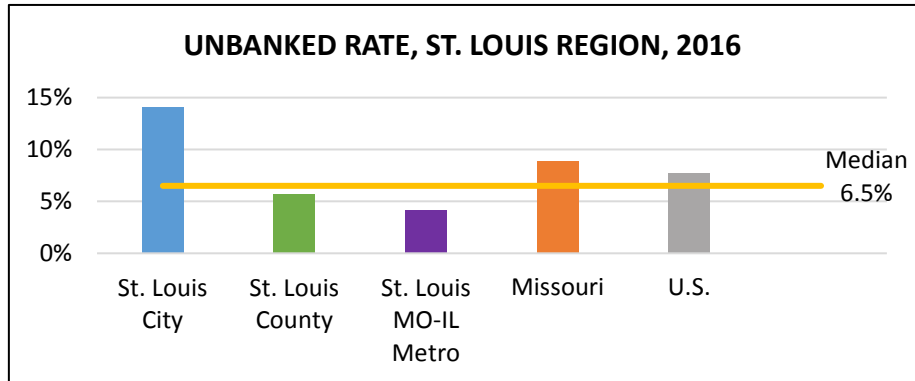 UNBANKED RATE, ST. LOUIS REGION, 2016
15%
10%
5%
0%
Median
6.5%
St. Louis
City
St. Louis
County
St. Louis
MO-IL
Metro
Missouri
U.S.